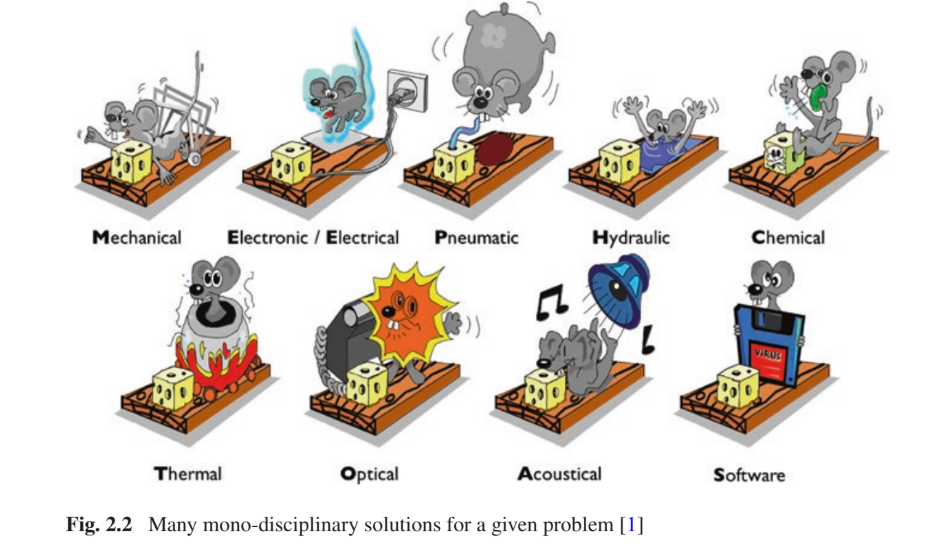 Mechanical Electronic / Electrical Pneumatic Hydraulic Chemical
VIRUS
Thermal Optical Acoustical Software
Fig. 2.2 Many mono-disciplinary solutions for a given problem [1]